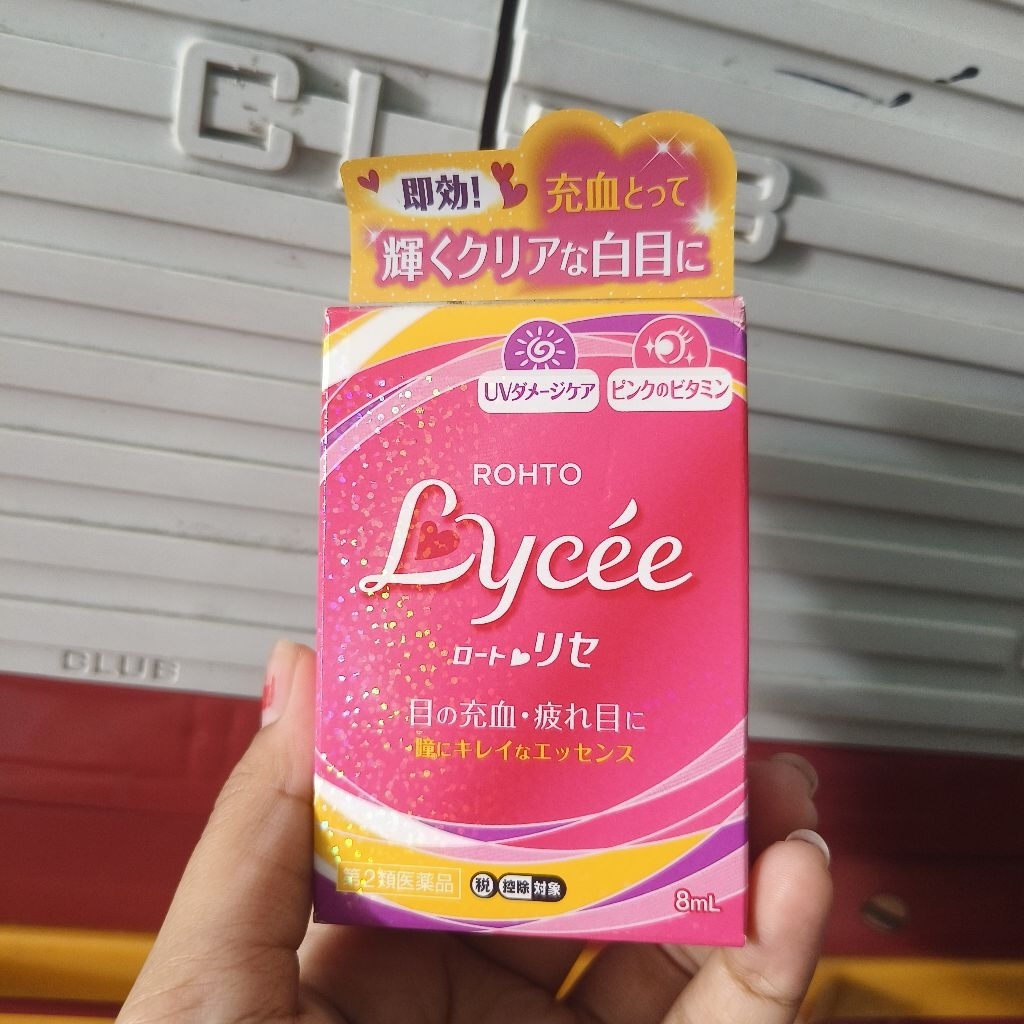 CLUB
即効! 充血とって
輝くクリアな白目に
UVダメージケア ピンクのビタミン
ROHTO
Lycée
ロートリセ
目の充血・疲れ目に
瞳にキレイなエッセンス
CLUB
第2類医薬品 税 控除 対象
8mL